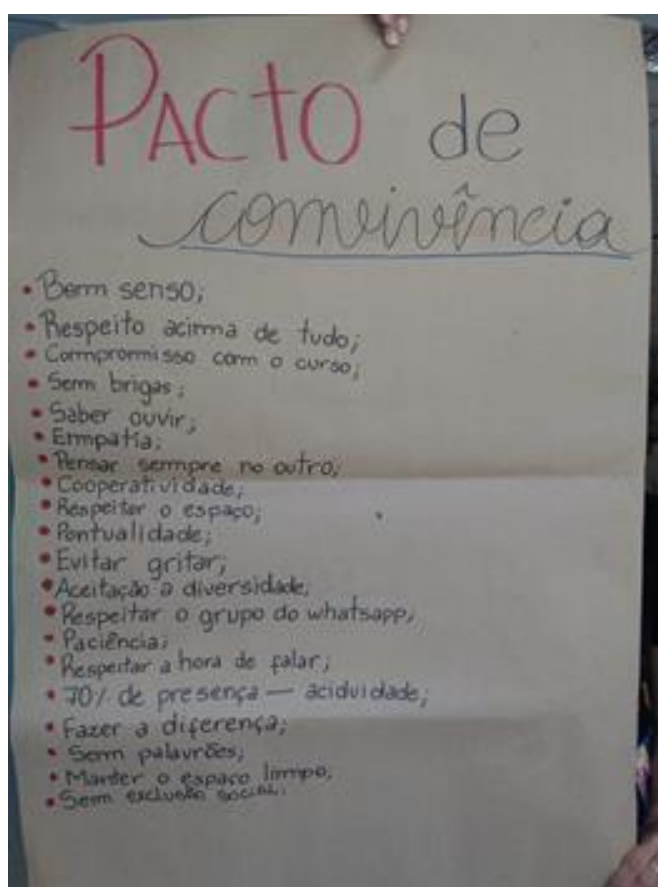 PACTO de
convivência
• Bom senso;
• Respeito acima de tudo;
• Compromisso com o curso;
• Sem brigas;
• Saber ouvir;
• Empatia;
• Pensar sempre no outro;
• Cooperatividade;
• Respeitar o espaço;
• Pontualidade;
• Evitar gritar;
• Aceitação a diversidade;
• Respeitar o grupo do whatsapp;
• Paciência;
• Respeitar a hora de falar;
• 70% de presença — aciduidade;
• Fazer a diferença;
• Sem palavrões;
• Manter o espaço limpo;
• Sem exclusão social;